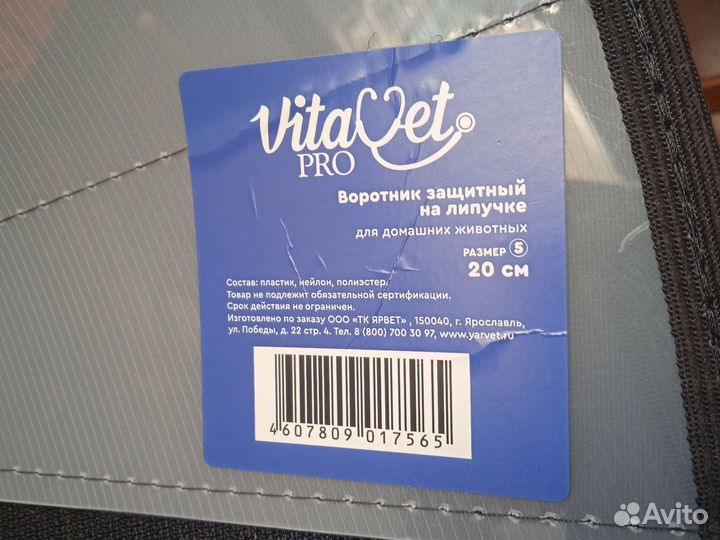 VitaVet
PRO
Воротник защитный
на липучке
для домашних животных
РАЗМЕР 5
20 см
Состав: пластик, нейлон, полиэстер.
Товар не подлежит обязательной сертификации.
Срок действия не ограничен.
Изготовлено по заказу ООО «ТК ЯРВЕТ» , 150040, г. Ярославль,
ул. Победы, д. 22 стр. 4. Тел. 8 (800) 700 30 97, www.yarvet.ru
4 607809 017565
Avito